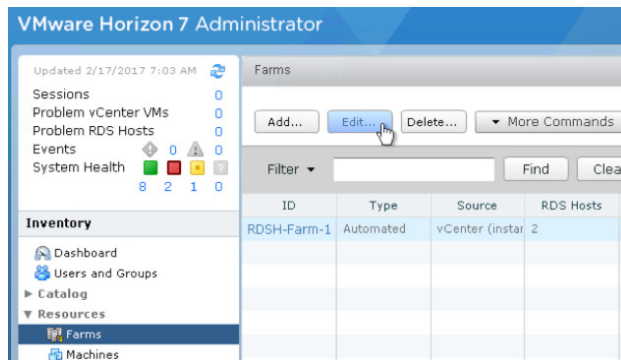 VMware Horizon 7 Administrator
Updated 2/17/2017 7:03 AM
Sessions 0
Problem vCenter VMs 0
Problem RDS Hosts 0
Events 0 0
System Health ?
8 2 1 0
Inventory
Dashboard
Users and Groups
Catalog
Resources
Farms
Machines
Farms
Add... Edit... Delete... More Commands
Filter Find Clea
ID Type Source RDS Hosts
RDSH-Farm-1 Automated vCenter (instar 2